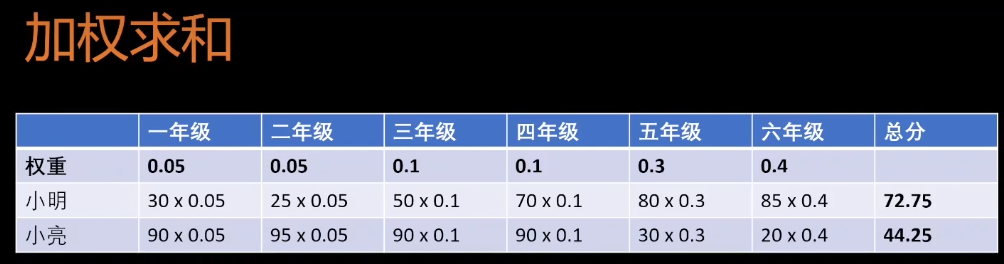 加权求和
一年级 二年级 三年级 四年级 五年级 六年级 总分
权重 0.05 0.05 0.1 0.1 0.3 0.4
小明 30 x 0.05 25 x 0.05 50 x 0.1 70 x 0.1 80 x 0.3 85 x 0.4 72.75
小亮 90 x 0.05 95 x 0.05 90 x 0.1 90 x 0.1 30 x 0.3 20 x 0.4 44.25